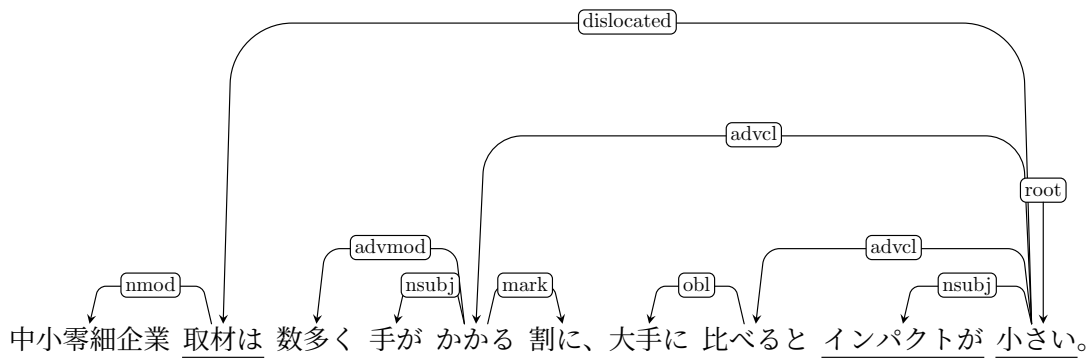 dislocated
advcl
root
advmod advcl
nmod nsubj mark obl nsubj
中小零細企業 取材は 数多く 手が かかる 割に、大手に 比べると インパクトが 小さい。